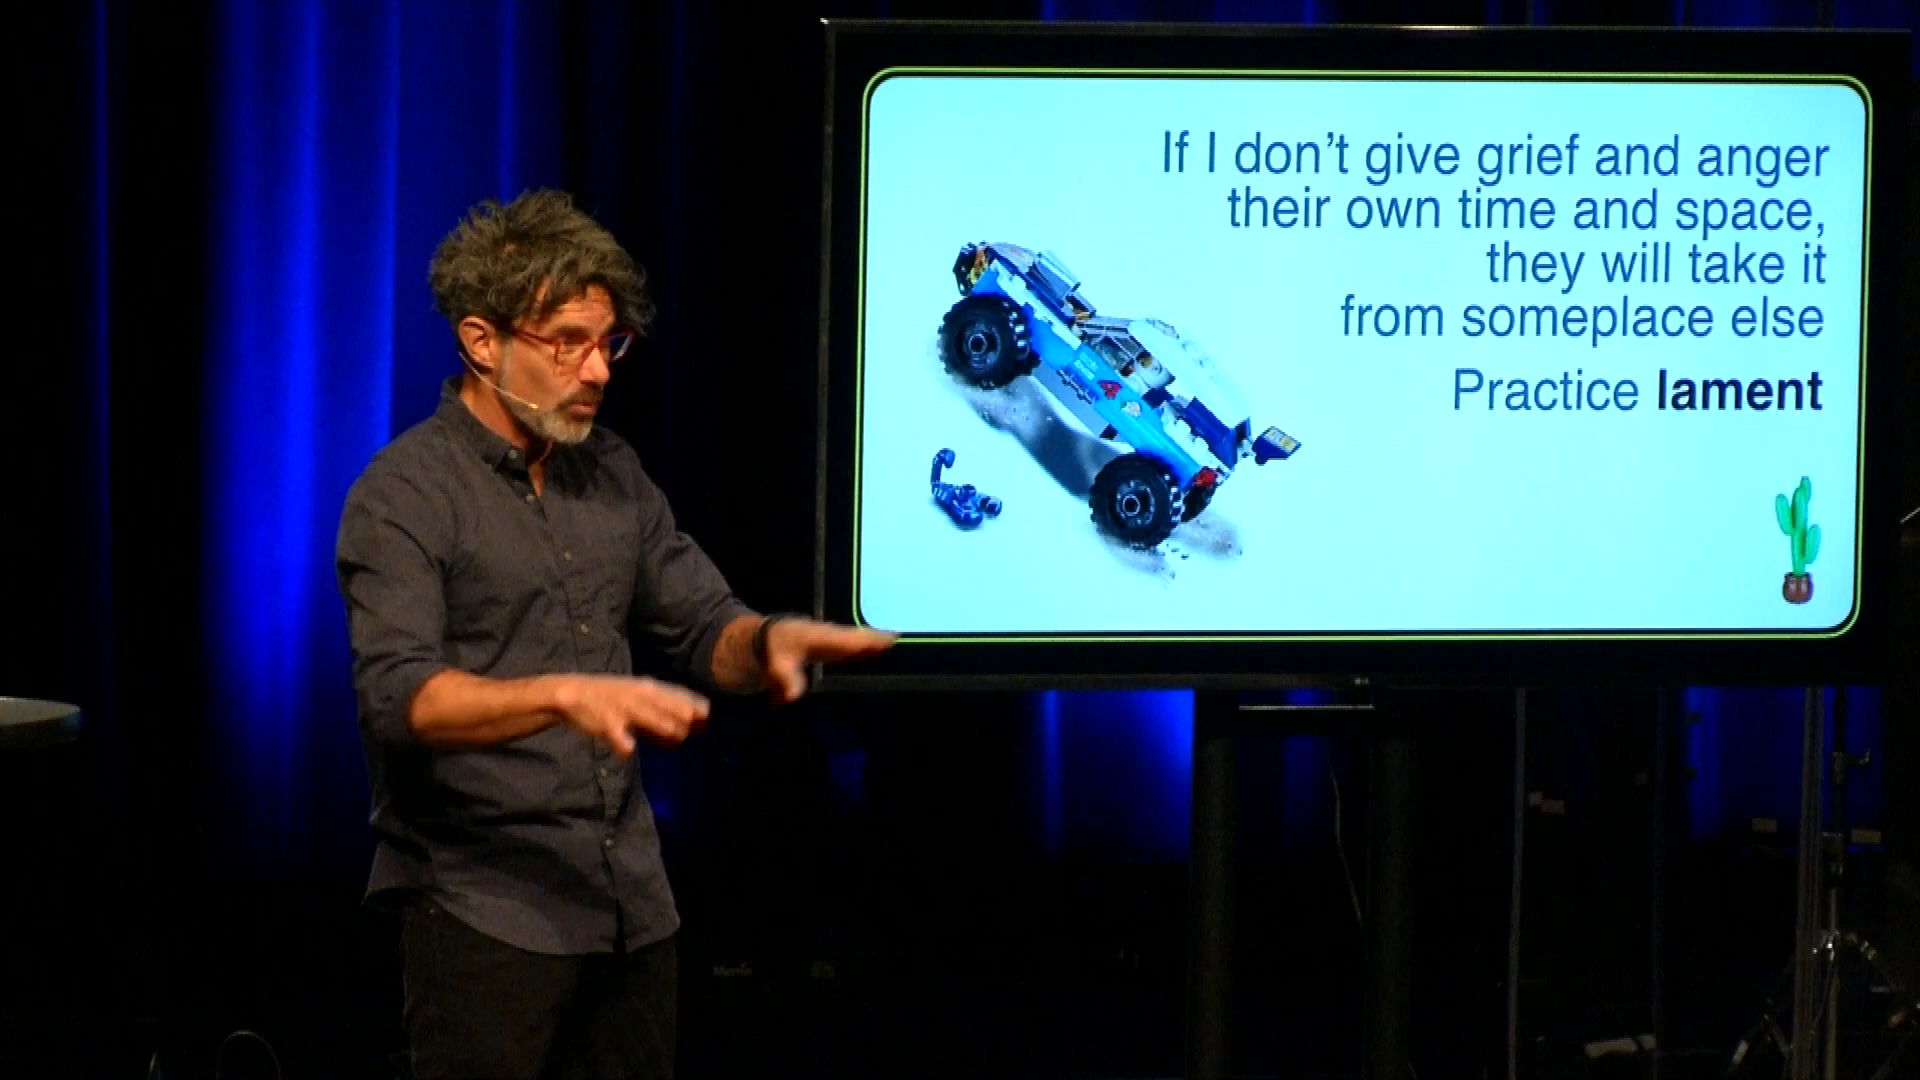 If I don't give grief and anger
their own time and space,
they will take it
from someplace else
Practice lament